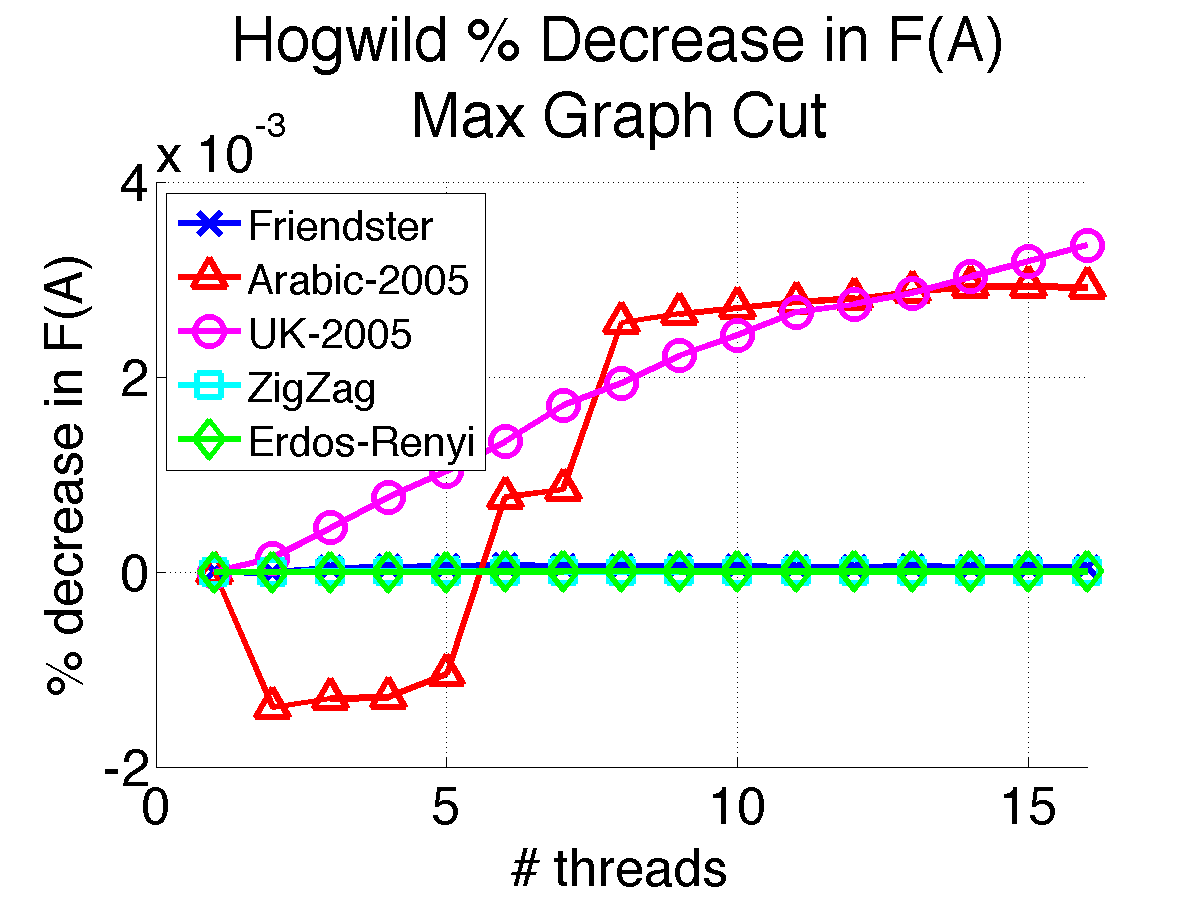 Hogwild % Decrease in F(A)
Max Graph Cut
x 10-3
4
2
0
-2
% decrease in F(A)
Friendster
Arabic-2005
UK-2005
ZigZag
Erdos-Renyi
0 5 10 15
# threads